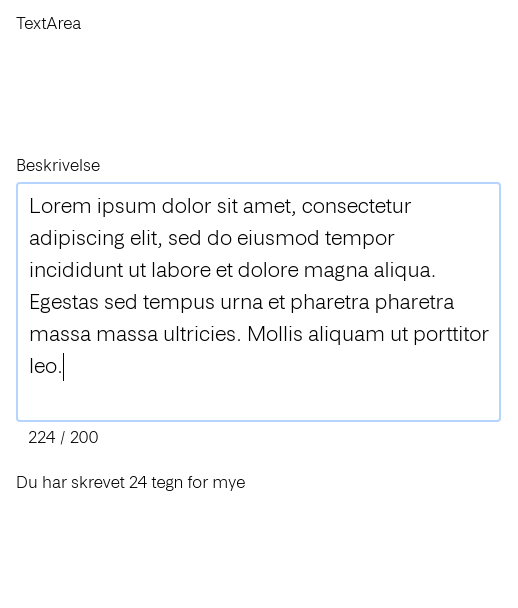 TextArea
Beskrivelse
Lorem ipsum dolor sit amet, consectetur
adipiscing elit, sed do eiusmod tempor
incididunt ut labore et dolore magna aliqua.
Egestas sed tempus urna et pharetra pharetra
massa massa ultricies. Mollis aliquam ut porttitor
leo.
224 / 200
Du har skrevet 24 tegn for mye